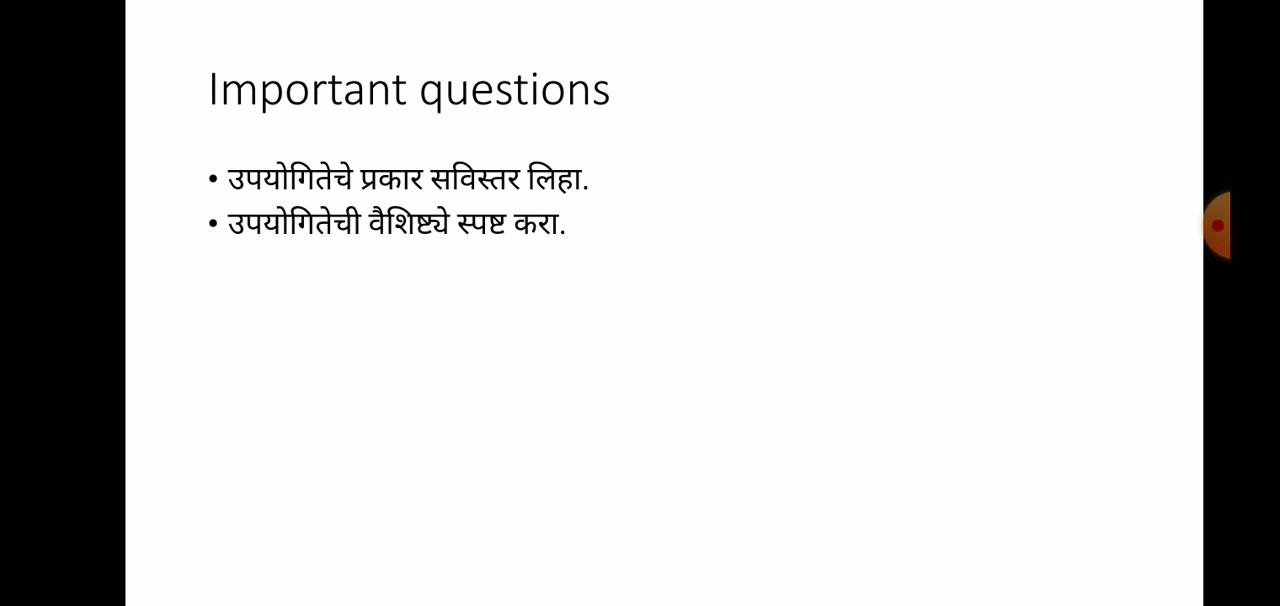 Important questions
• उपयोगितेचे प्रकार सविस्तर लिहा.
• उपयोगितेची वैशिष्ट्ये स्पष्ट करा.